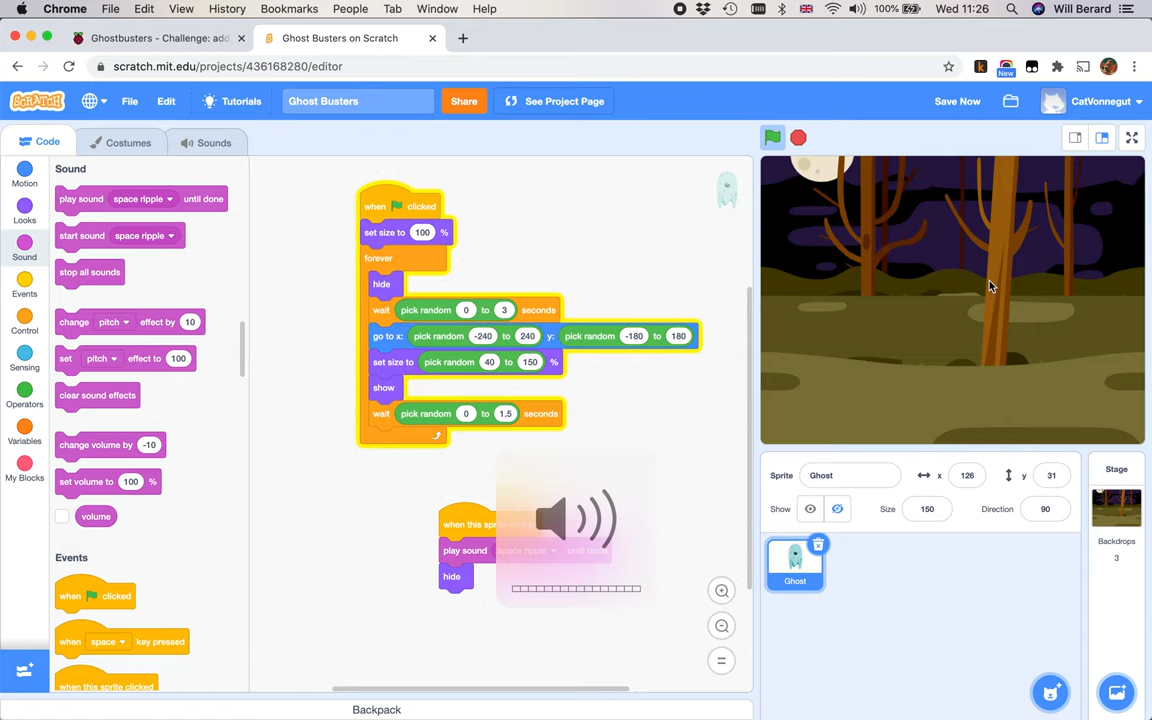 Chrome File Edit View History Bookmarks People Tab Window Help 100% Wed 11:26 Will Berard
Ghostbusters - Challenge: add Ghost Busters on Scratch
scratch.mit.edu/projects/436168280/editor
New
SCRATCH File Edit Tutorials Ghost Busters Share See Project Page Save Now CatVonnegut
Code Costumes Sounds
Motion
Looks
Sound
Events
Control
Sensing
Operators
Variables
My Blocks
Sound
play sound space ripple until done
start sound space ripple
stop all sounds
change pitch effect by 10
set pitch effect to 100
clear sound effects
change volume by -10
set volume to 100 %
volume
Events
when clicked
when space key pressed
when this sprite clicked
when clicked
set size to 100 %
forever
hide
wait pick random 0 to 3 seconds
go to x: pick random -240 to 240 y: pick random -180 to 180
set size to pick random 40 to 150 %
show
wait pick random 0 to 1.5 seconds
when this sprite
play sound space ripple until done
hide
Backpack
Sprite Ghost x 126 y 31
Show Size 150 Direction 90
Ghost
Stage
Backdrops
3